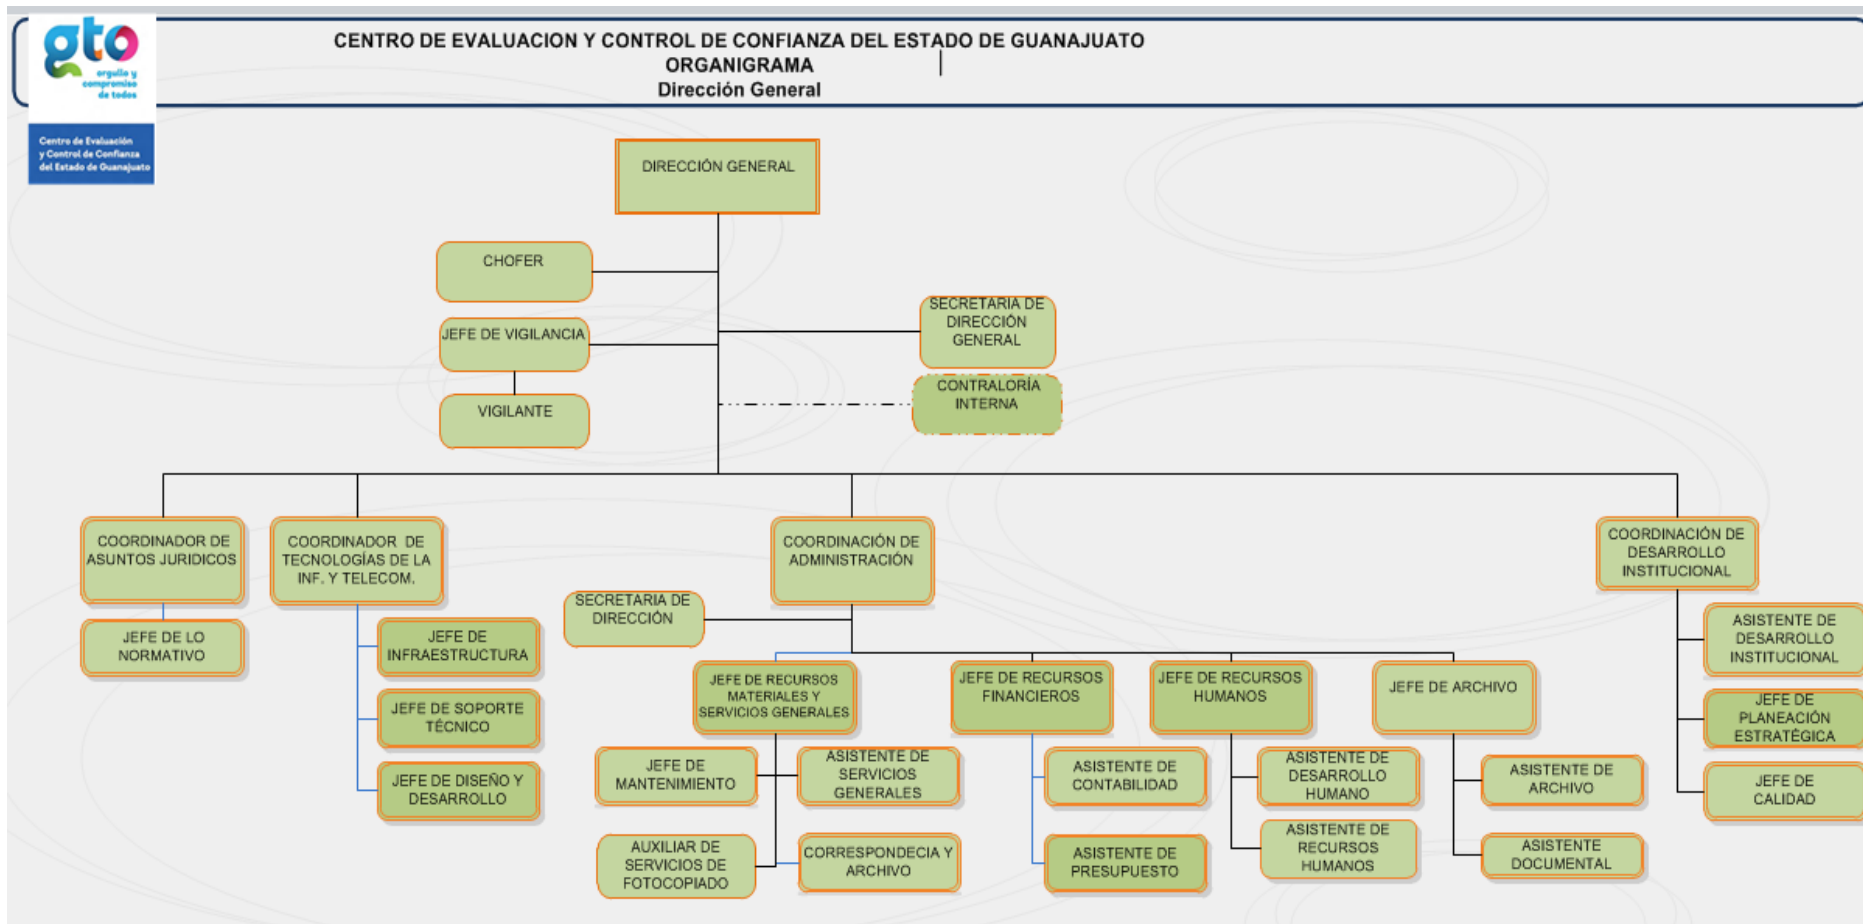 gto
orgullo y
compromiso
de todos
Centro de Evaluación
y Control de Confianza
del Estado de Guanajuato
CENTRO DE EVALUACION Y CONTROL DE CONFIANZA DEL ESTADO DE GUANAJUATO
ORGANIGRAMA
Dirección General
DIRECCIÓN GENERAL
CHOFER
SECRETARIA DE
DIRECCIÓN
GENERAL
JEFE DE VIGILANCIA
CONTRALORÍA
INTERNA
VIGILANTE
COORDINADOR DE
ASUNTOS JURIDICOS
COORDINADOR DE
TECNOLOGÍAS DE LA
INF. Y TELECOM.
COORDINACIÓN DE
ADMINISTRACIÓN
COORDINACIÓN DE
DESARROLLO
INSTITUCIONAL
JEFE DE LO
NORMATIVO
JEFE DE
INFRAESTRUCTURA
JEFE DE SOPORTE
TÉCNICO
JEFE DE DISEÑO Y
DESARROLLO
SECRETARIA DE
DIRECCIÓN
JEFE DE RECURSOS
MATERIALES Y
SERVICIOS GENERALES
JEFE DE RECURSOS
FINANCIEROS
JEFE DE RECURSOS
HUMANOS
JEFE DE ARCHIVO
JEFE DE
MANTENIMIENTO
ASISTENTE DE
SERVICIOS
GENERALES
AUXILIAR DE
SERVICIOS DE
FOTOCOPIADO
CORRESPONDECIA Y
ARCHIVO
ASISTENTE DE
CONTABILIDAD
ASISTENTE DE
PRESUPUESTO
ASISTENTE DE
DESARROLLO
HUMANO
ASISTENTE DE
RECURSOS
HUMANOS
ASISTENTE DE
ARCHIVO
ASISTENTE
DOCUMENTAL
ASISTENTE DE
DESARROLLO
INSTITUCIONAL
JEFE DE
PLANEACIÓN
ESTRATÉGICA
JEFE DE
CALIDAD